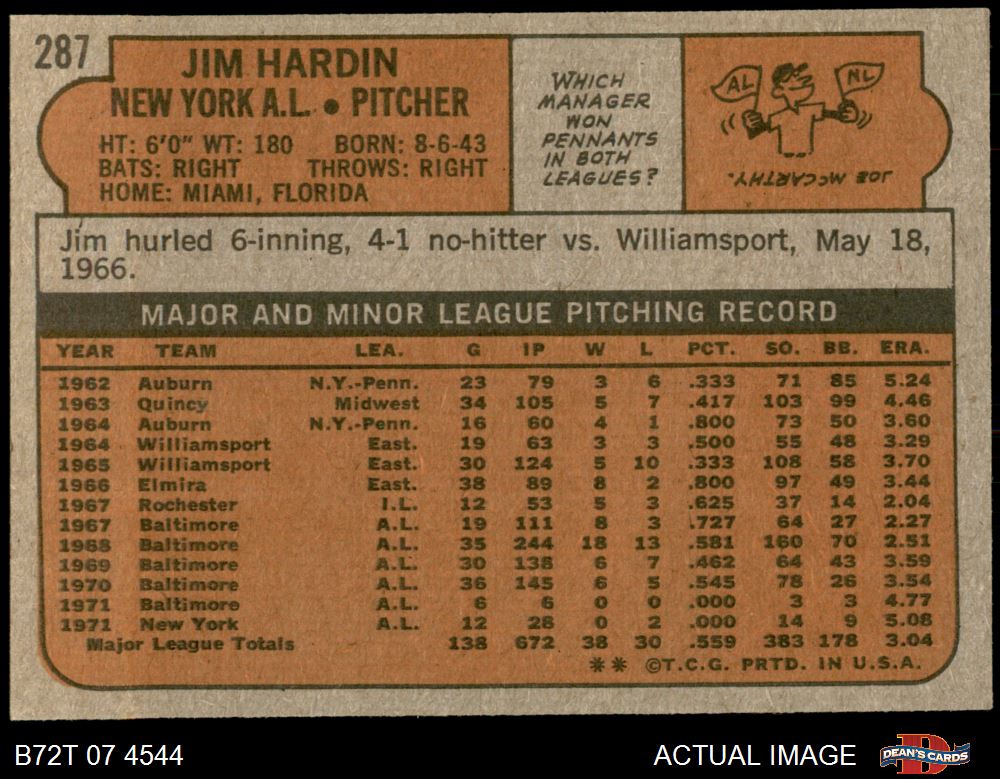 287
JIM HARDIN
NEW YORK A.L. • PITCHER
HT: 6'0" WT: 180 BORN: 8-6-43
BATS: RIGHT THROWS: RIGHT
HOME: MIAMI, FLORIDA
WHICH
MANAGER
WON
PENNANTS
IN BOTH
LEAGUES?
AL NL
JOE McCARTHY.
Jim hurled 6-inning, 4-1 no-hitter vs. Williamsport, May 18,
1966.
MAJOR AND MINOR LEAGUE PITCHING RECORD
YEAR TEAM LEA. G IP W L PCT. SO. BB. ERA.
1962 Auburn N.Y.-Penn. 23 79 3 6 .333 71 85 5.24
1963 Quincy Midwest 34 105 5 7 .417 103 99 4.46
1964 Auburn N.Y.-Penn. 16 60 4 1 .800 73 50 3.60
1964 Williamsport East. 19 63 3 3 .500 55 48 3.29
1965 Williamsport East. 30 124 5 10 .333 108 58 3.70
1966 Elmira East. 38 89 8 2 .800 97 49 3.44
1967 Rochester I.L. 12 53 5 3 .625 37 14 2.04
1967 Baltimore A.L. 19 111 8 3 .727 64 27 2.27
1968 Baltimore A.L. 35 244 18 13 .581 160 70 2.51
1969 Baltimore A.L. 30 138 6 7 .462 64 43 3.59
1970 Baltimore A.L. 36 145 6 5 .545 78 26 3.54
1971 Baltimore A.L. 6 6 0 0 .000 3 3 4.77
1971 New York A.L. 12 28 0 2 .000 14 9 5.08
Major League Totals 138 672 38 30 .559 383 178 3.04
** ©T.C.G. PRTD. IN U.S.A.
B72T 07 4544 ACTUAL IMAGE DEAN'S CARDS